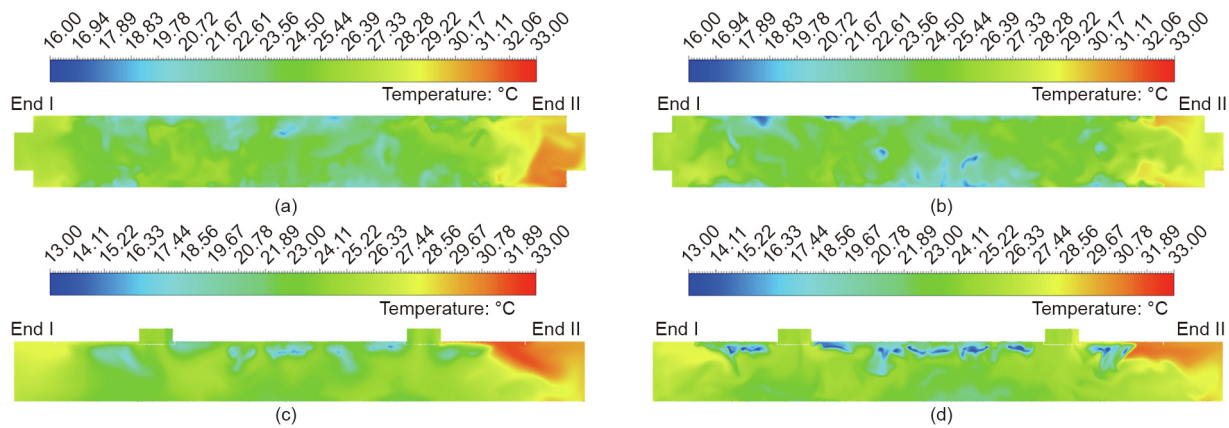 16.00 16.94 17.89 18.83 19.78 20.72 21.67 22.61 23.56 24.50 25.44 26.39 27.33 28.28 29.22 30.17 31.11 32.06 33.00
Temperature: °C
End I End II
(a)
16.00 16.94 17.89 18.83 19.78 20.72 21.67 22.61 23.56 24.50 25.44 26.39 27.33 28.28 29.22 30.17 31.11 32.06 33.00
Temperature: °C
End I End II
(b)
13.00 14.11 15.22 16.33 17.44 18.56 19.67 20.78 21.89 23.00 24.11 25.22 26.33 27.44 28.56 29.67 30.78 31.89 33.00
Temperature: °C
End I End II
(c)
13.00 14.11 15.22 16.33 17.44 18.56 19.67 20.78 21.89 23.00 24.11 25.22 26.33 27.44 28.56 29.67 30.78 31.89 33.00
Temperature: °C
End I End II
(d)